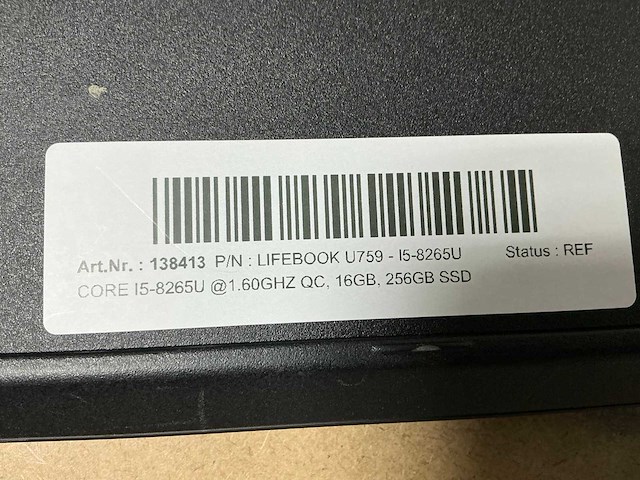 Art.Nr. : 138413 P/N : LIFEBOOK U759 - I5-8265U Status : REF
CORE I5-8265U @1.60GHZ QC, 16GB, 256GB SSD